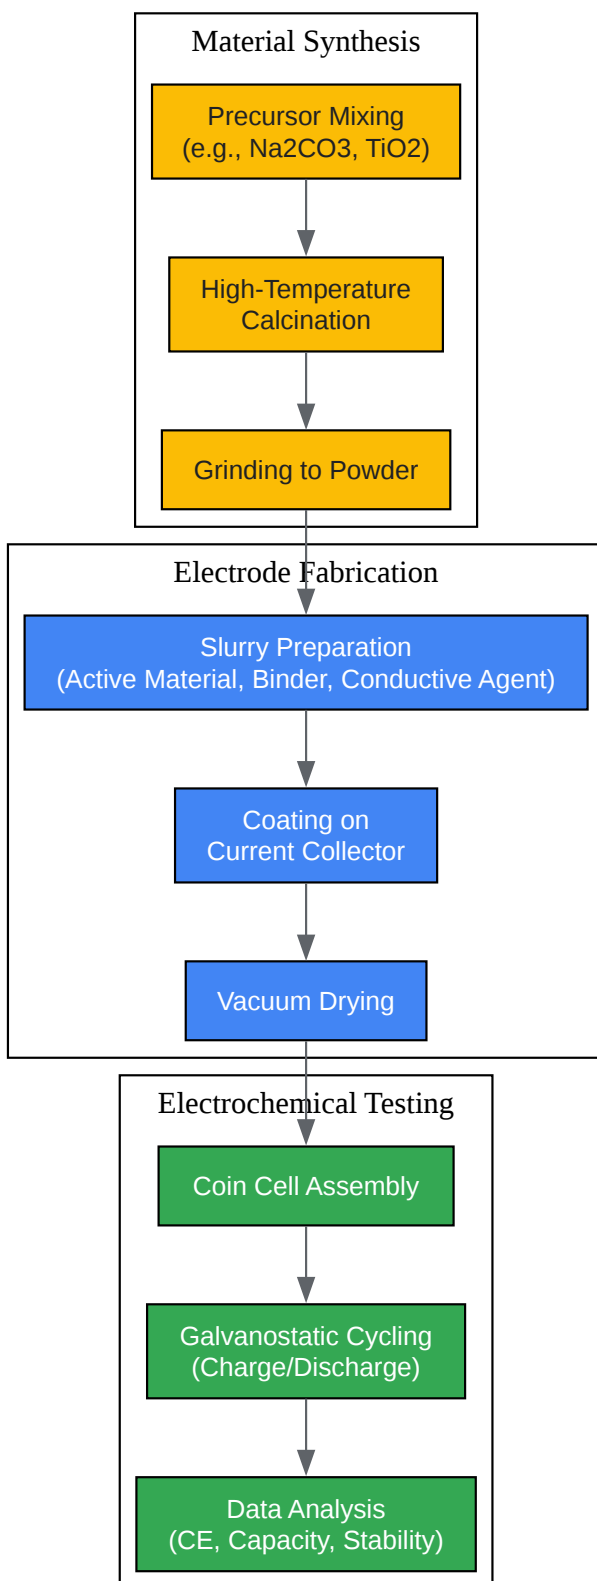 Material Synthesis
Precursor Mixing
(e.g., Na2CO3, TiO2)
High-Temperature
Calcination
Grinding to Powder
Electrode Fabrication
Slurry Preparation
(Active Material, Binder, Conductive Agent)
Coating on
Current Collector
Vacuum Drying
Electrochemical Testing
Coin Cell Assembly
Galvanostatic Cycling
(Charge/Discharge)
Data Analysis
(CE, Capacity, Stability)